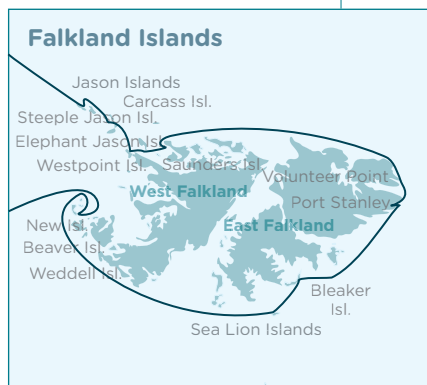 Falkland Islands
Jason Islands
Carcass Isl.
Steeple Jason Isl.
Elephant Jason Isl.
Westpoint Isl.
Saunders Isl.
Volunteer Point
West Falkland
Port Stanley
New Isl.
East Falkland
Beaver Isl.
Weddell Isl.
Bleaker
Isl.
Sea Lion Islands